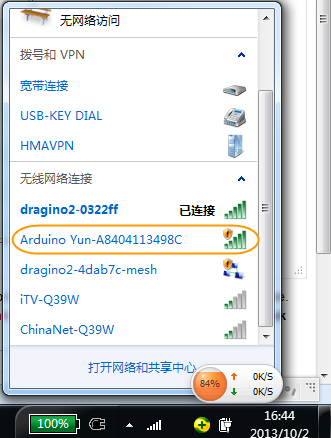 无网络访问
拨号和 VPN
宽带连接
USB-KEY DIAL
HMAVPN
无线网络连接
dragino2-0322ff 已连接
Arduino Yun-A8404113498C
dragino2-4dab7c-mesh
iTV-Q39W
ChinaNet-Q39W
e.
k
打开网络和共享中心
84% 0K/S
0K/S
100%
16:44
2013/10/2